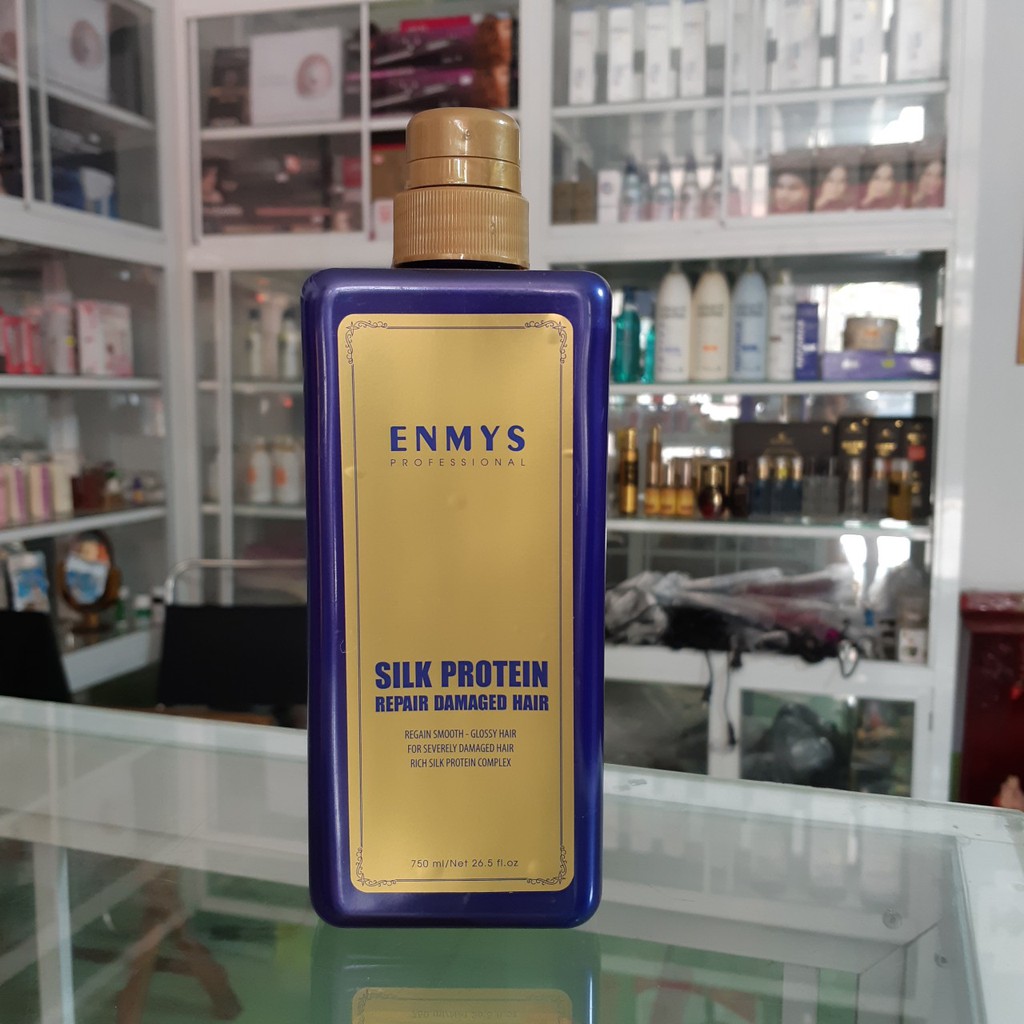 ENMYS
PROFESSIONAL
SILK PROTEIN
REPAIR DAMAGED HAIR
REGAIN SMOOTH - GLOSSY HAIR
FOR SEVERELY DAMAGED HAIR
RICH SILK PROTEIN COMPLEX
750 ml/Net 26.5 fl.oz